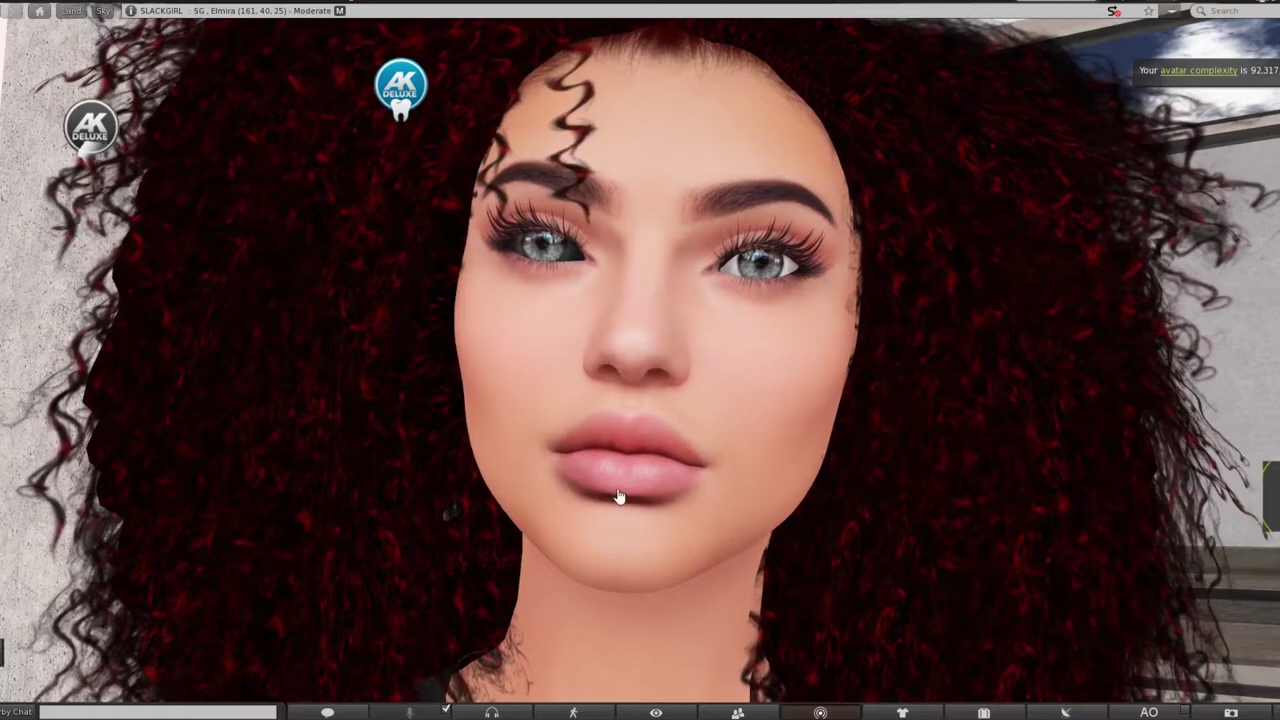 Land
Sky
SLACKGIRL :: SG , Elmira (161, 40, 25) - Moderate M
Search
Your avatar complexity is 92,317
AK
DELUXE
AK
DELUXE
by Chat
AO